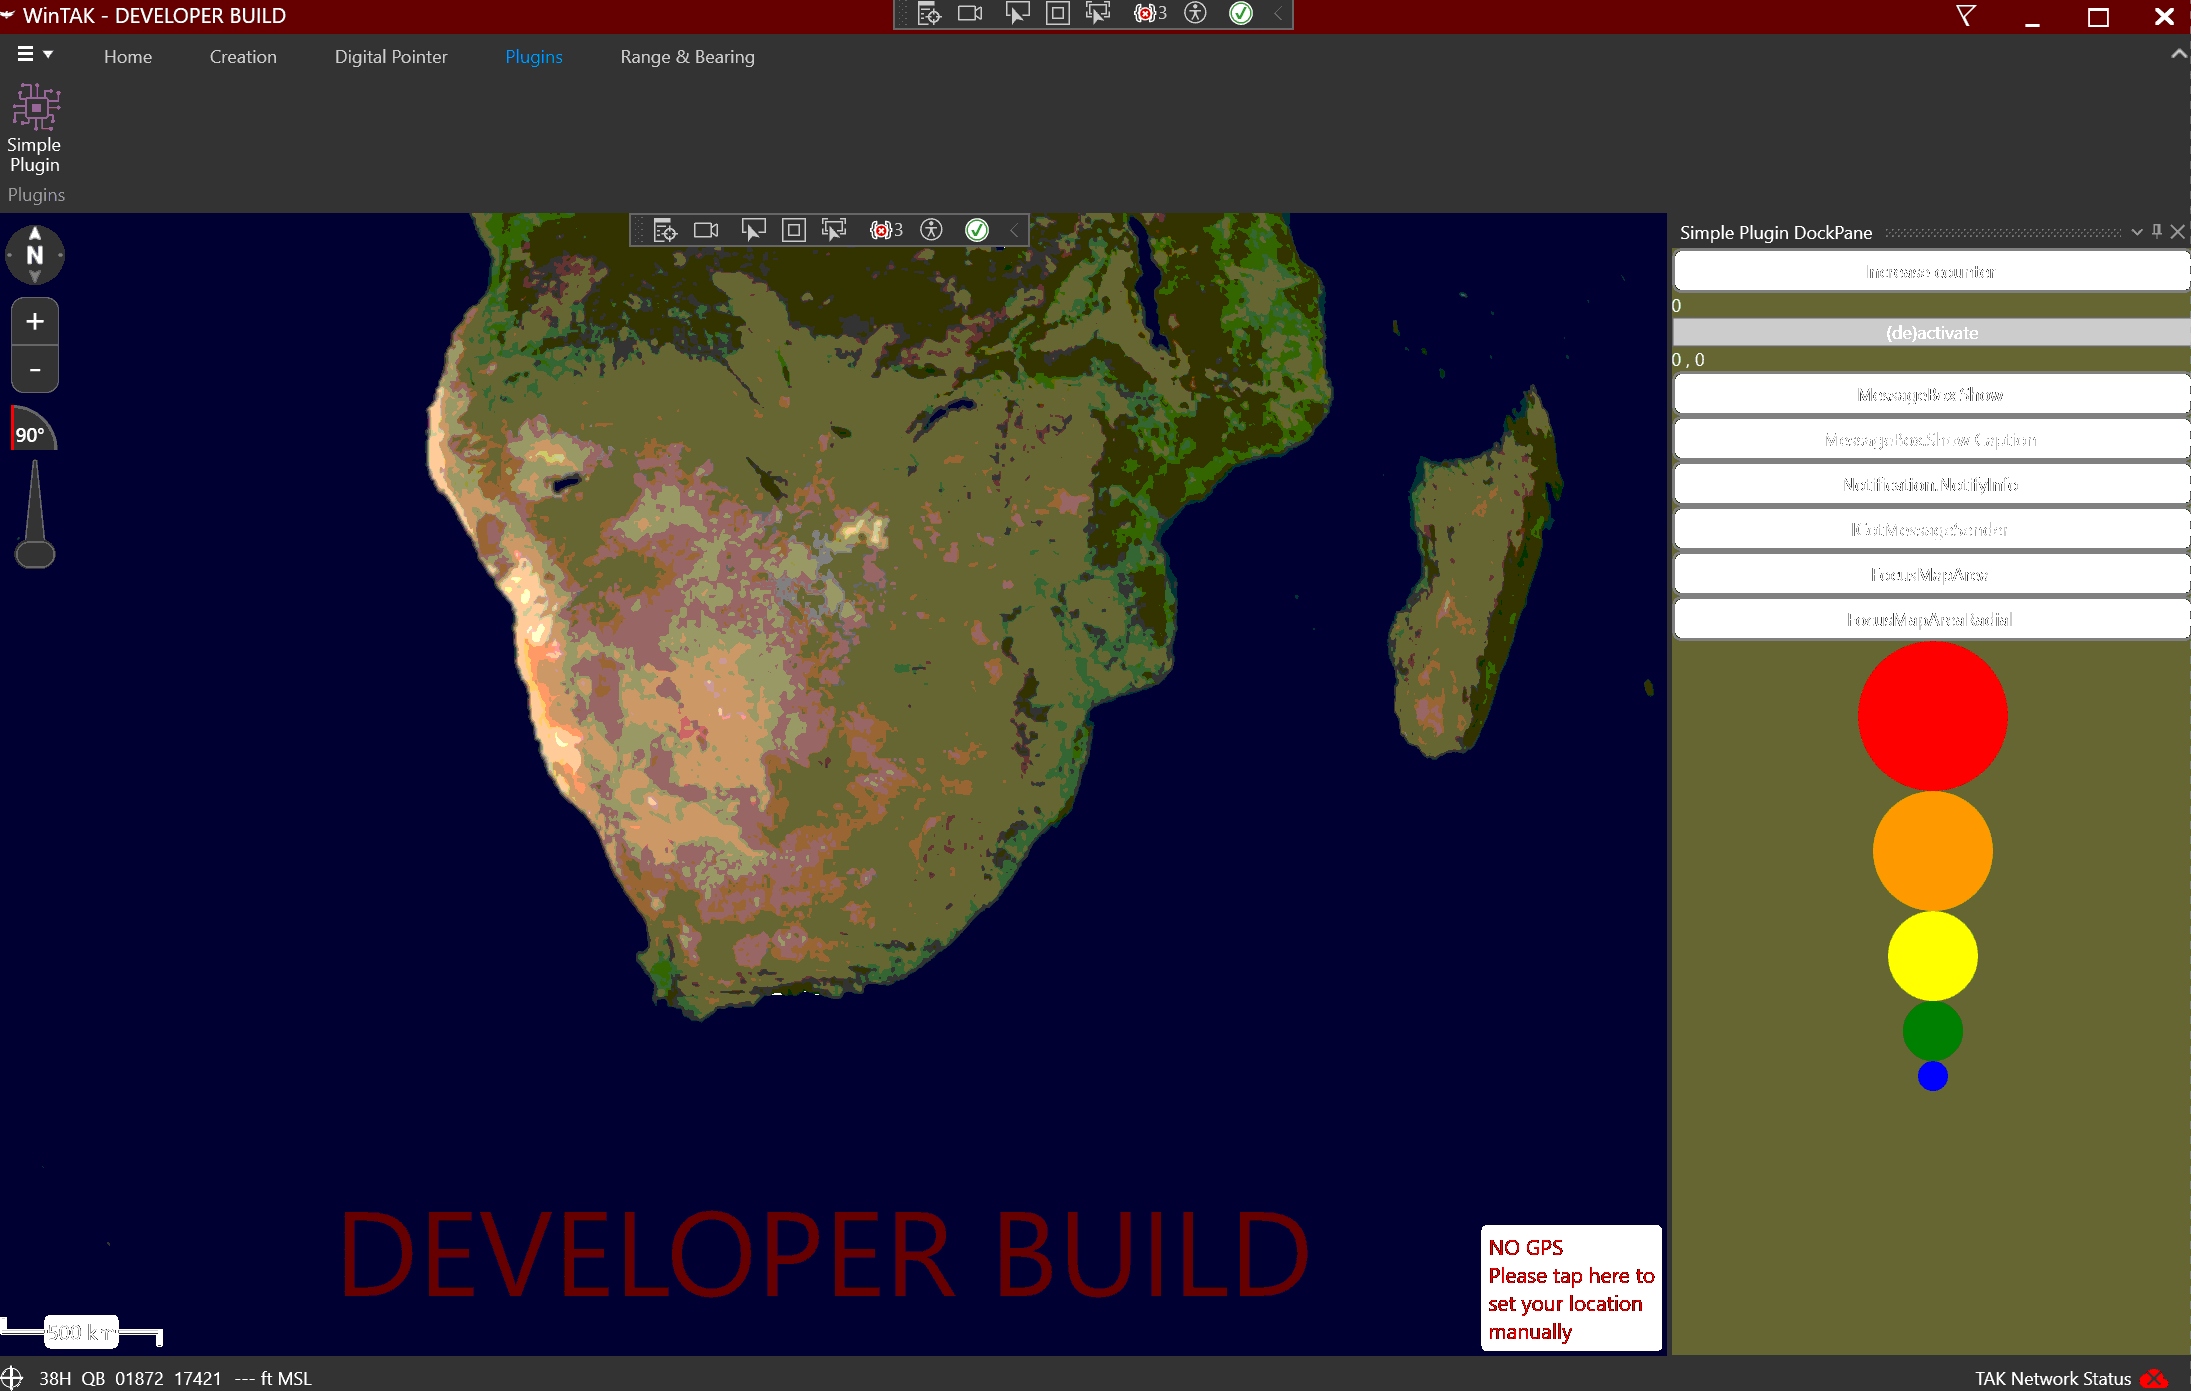 WinTAK - DEVELOPER BUILD
3
Home
Creation
Digital Pointer
Plugins
Range & Bearing
Simple
Plugin
Plugins
N
+
-
90°
3
Simple Plugin DockPane
Increase counter
0
(de)activate
0 , 0
MessageBox.Show
MessageBox.Show Caption
Notification.NotifyInfo
ICotMessageSender
FocusMapArea
FocusMapAreaRadial
DEVELOPER BUILD
NO GPS
Please tap here to
set your location
manually
500 km
38H QB 01872 17421 --- ft MSL
TAK Network Status